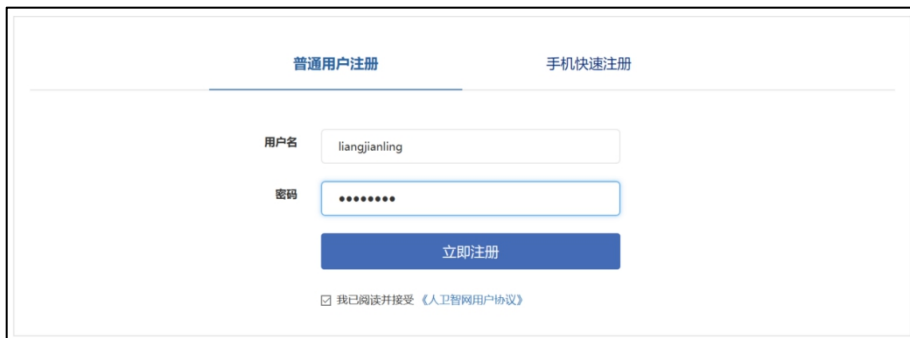 普通用户注册 手机快速注册
用户名 liangjianling
密码 ••••••••
立即注册
我已阅读并接受 《人卫智网用户协议》